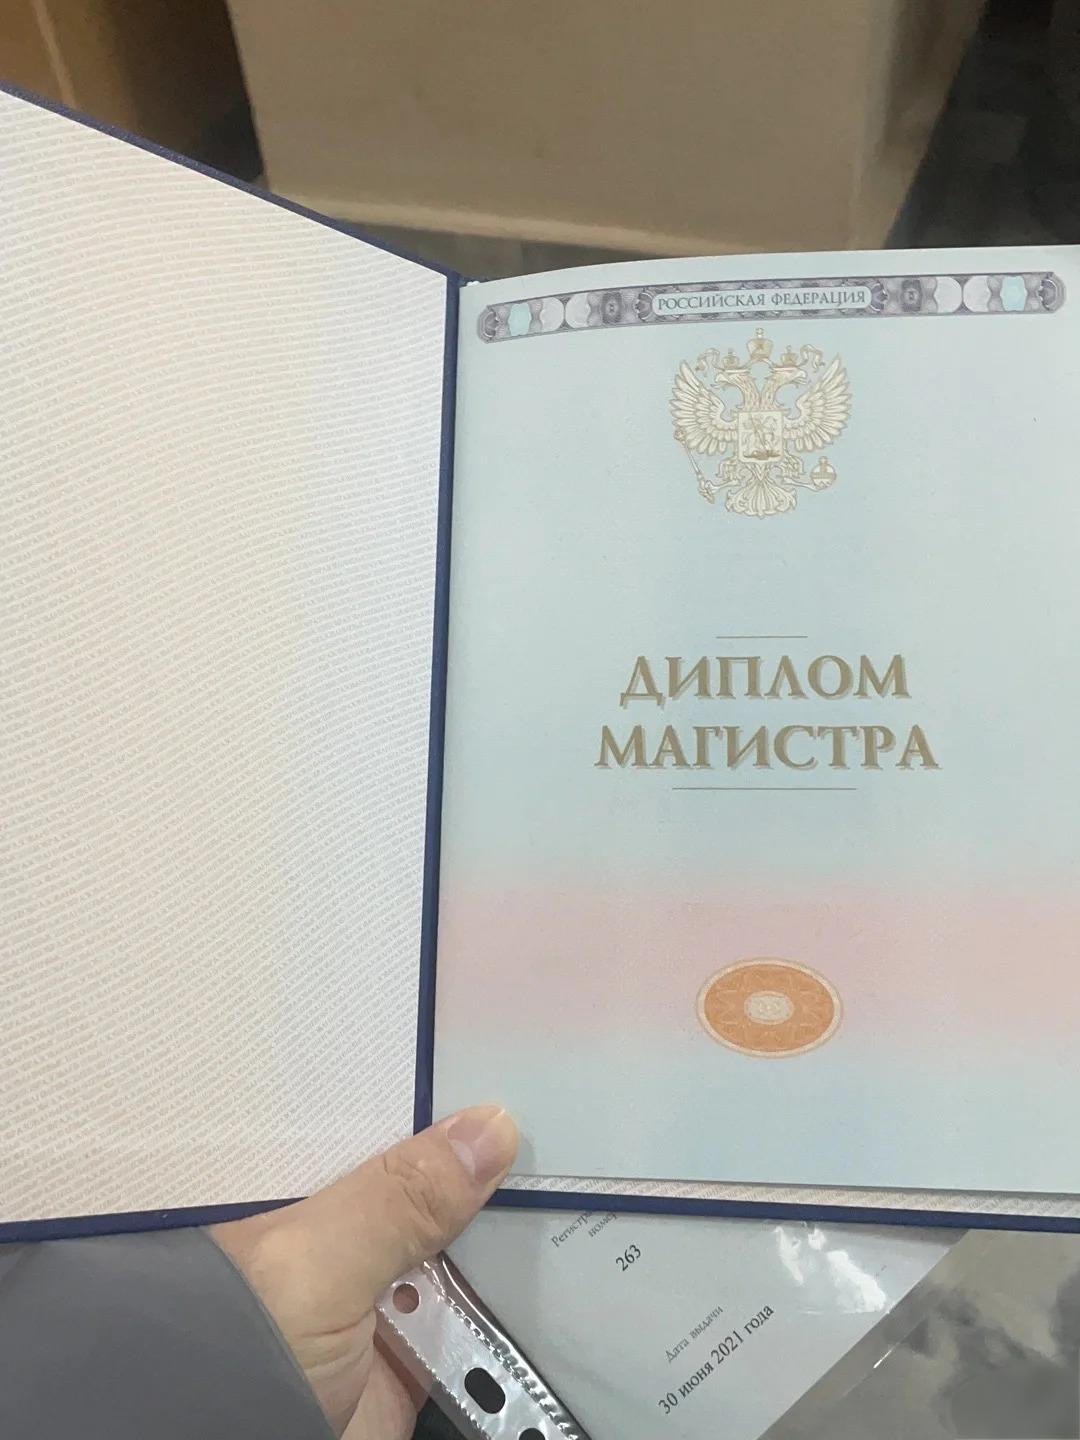 РОССИЙСКАЯ ФЕДЕРАЦИЯ
ДИПЛОМ
МАГИСТРА
263
Дата выдачи
30 июня 2021 года